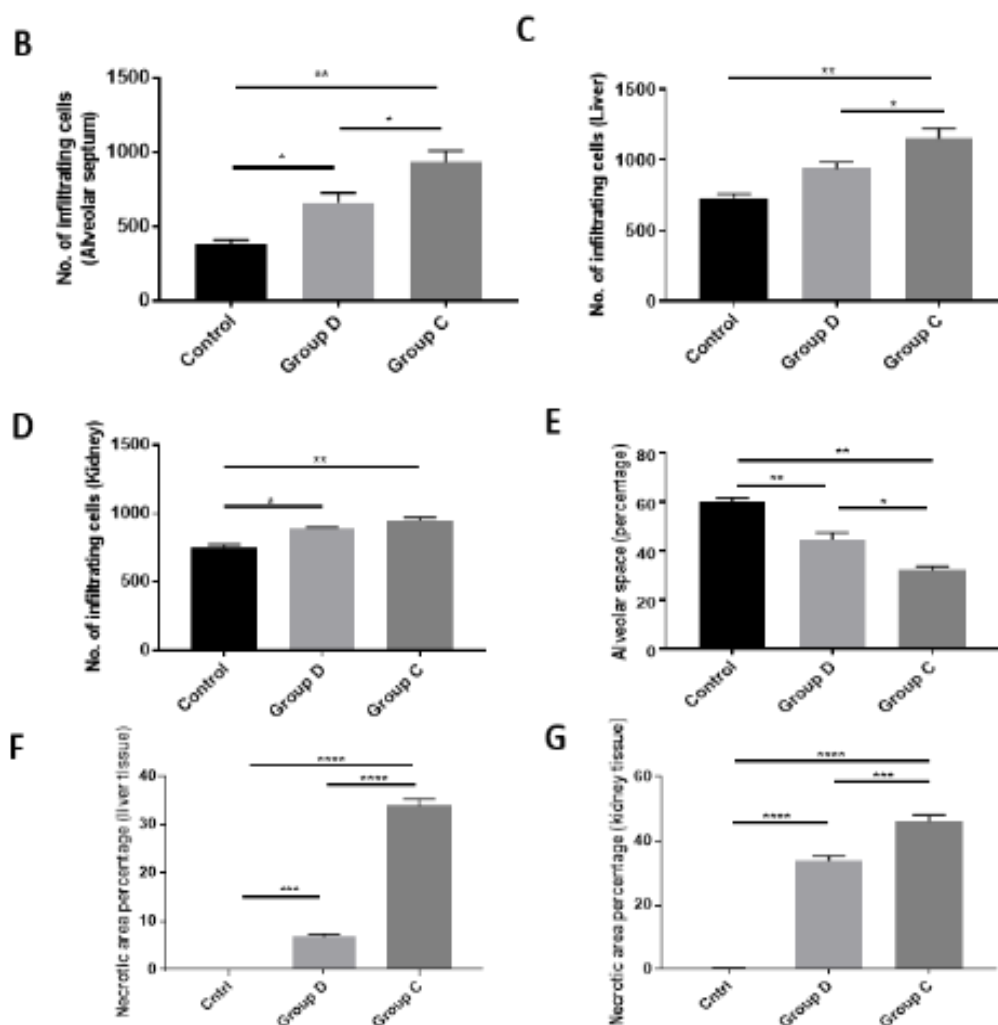 B
No. of infiltrating cells
(Alveolar septum)
1500
1000
500
0
**
*
*
Control
Group D
Group C
C
No. of infiltrating cells (Liver)
1500
1000
500
0
**
*
Control
Group D
Group C
D
No. of infiltrating cells (Kidney)
1500
1000
500
0
**
*
Control
Group D
Group C
E
Alveolar space (percentage)
80
60
40
20
0
**
**
*
Control
Group D
Group C
F
Necrotic area percentage (liver tissue)
40
30
20
10
0
****
****
***
Cntrl
Group D
Group C
G
Necrotic area percentage (kidney tissue)
60
40
20
0
****
***
****
Cntrl
Group D
Group C